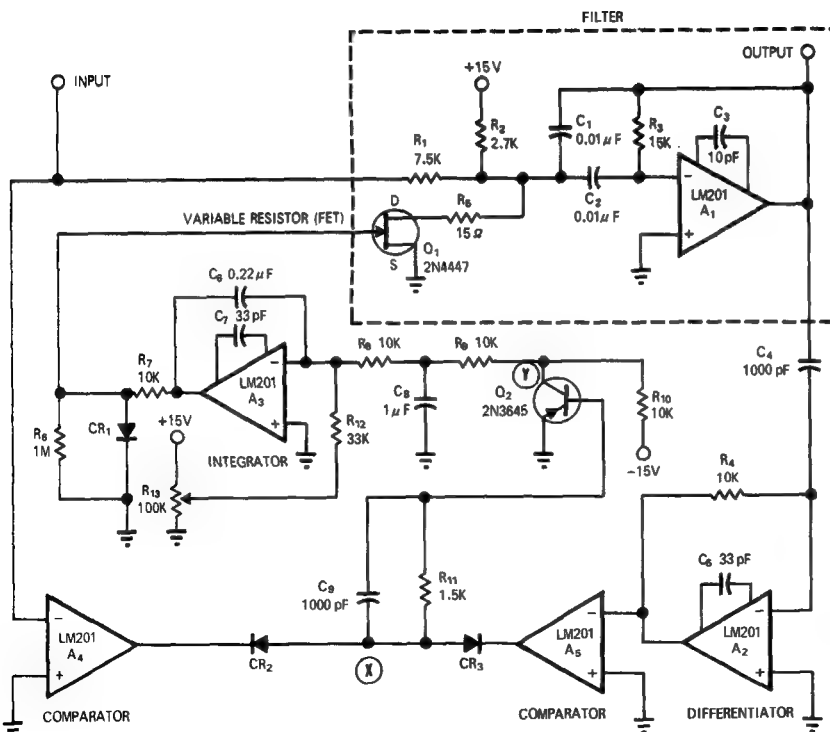 FILTER
OUTPUT
INPUT
+15V
R2
2.7K
C1
0.01µF
R3
15K
C3
10pF
R1
7.5K
C2
0.01µF
−
LM201
A1
+
VARIABLE RESISTOR (FET)
D
R5
15Ω
S
Q1
2N4447
C6 0.22µF
C7 33pF
R7
10K
−
LM201
A3
+
R8 10K
R9 10K
Y
C8
1µF
Q2
2N3645
R10
10K
−15V
C4
1000 pF
R6
1M
CR1
+15V
R13
100K
INTEGRATOR
R12
33K
R4
10K
C9
1000 pF
R11
1.5K
C5 33 pF
−
LM201
A4
+
CR2
X
CR3
−
LM201
A5
+
−
LM201
A2
+
COMPARATOR
COMPARATOR
DIFFERENTIATOR